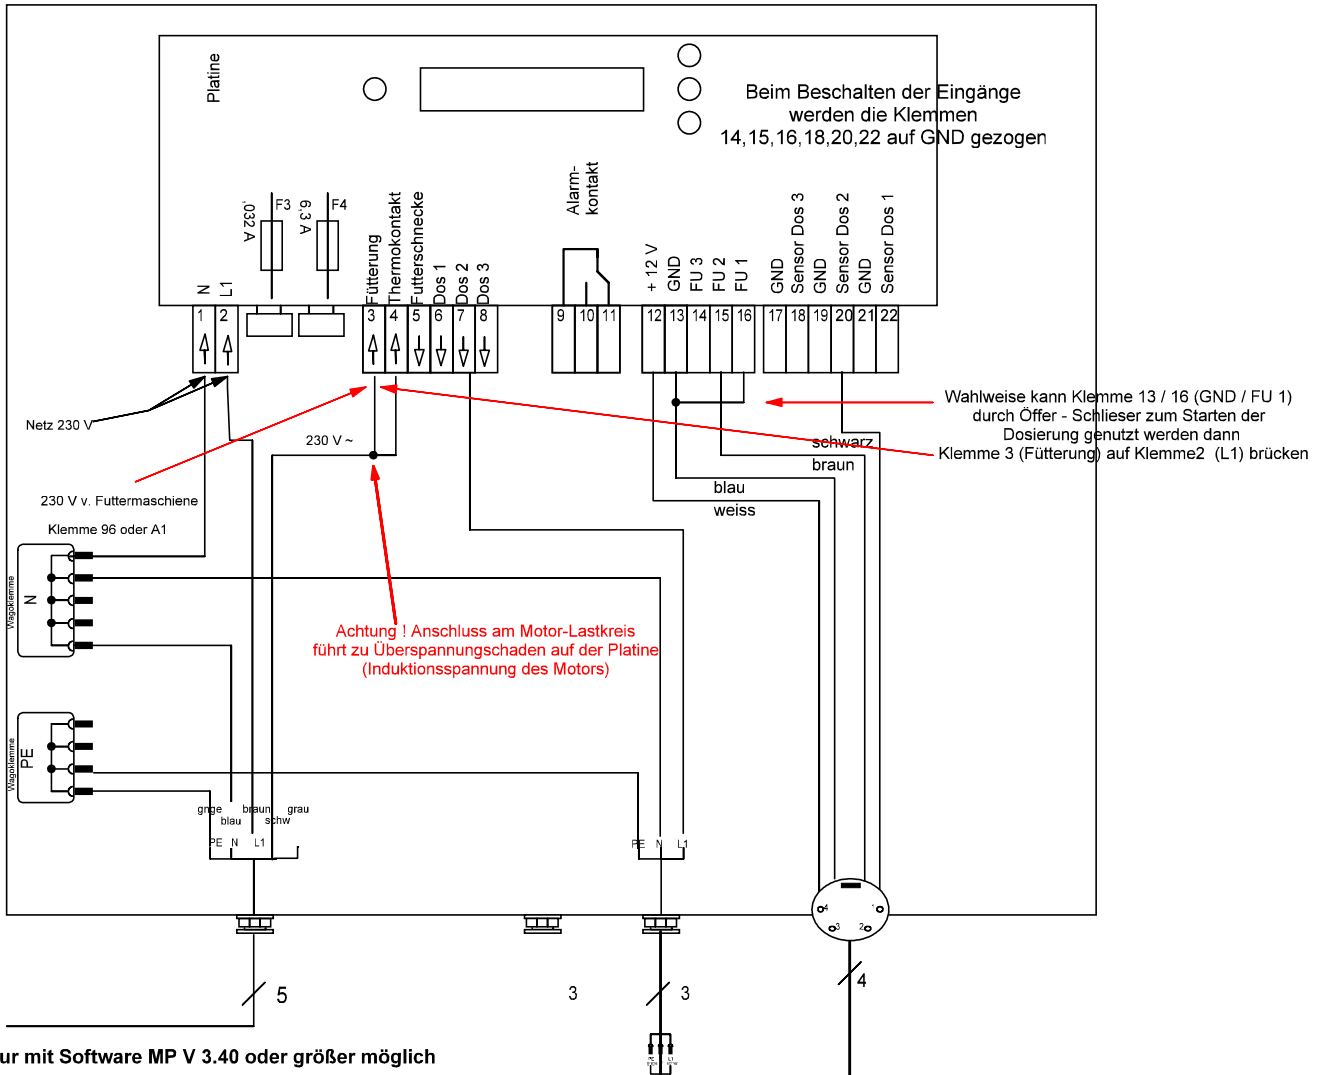 Platine
Beim Beschalten der Eingänge
werden die Klemmen
14,15,16,18,20,22 auf GND gezogen
,032 A
F3
6,3 A
F4
N
L1
Fütterung
Thermokontakt
Futterschnecke
Dos 1
Dos 2
Dos 3
Alarm-
kontakt
+ 12 V
GND
FU 3
FU 2
FU 1
GND
Sensor Dos 3
GND
Sensor Dos 2
GND
Sensor Dos 1
1 2 3 4 5 6 7 8 9 10 11 12 13 14 15 16 17 18 19 20 21 22
Netz 230 V
230 V ~
Wahlweise kann Klemme 13 / 16 (GND / FU 1)
durch Öffer - Schlieser zum Starten der
Dosierung genutzt werden dann
Klemme 3 (Fütterung) auf Klemme2 (L1) brücken
schwarz
braun
blau
weiss
230 V v. Futtermaschiene
Klemme 96 oder A1
Wagoklemme
N
Achtung ! Anschluss am Motor-Lastkreis
führt zu Überspannungschaden auf der Platine
(Induktionsspannung des Motors)
Wagoklemme
PE
gnge braun grau
blau schw
PE N L1
PE N L1
4 1
3 2
5
3
3
4
ur mit Software MP V 3.40 oder größer möglich